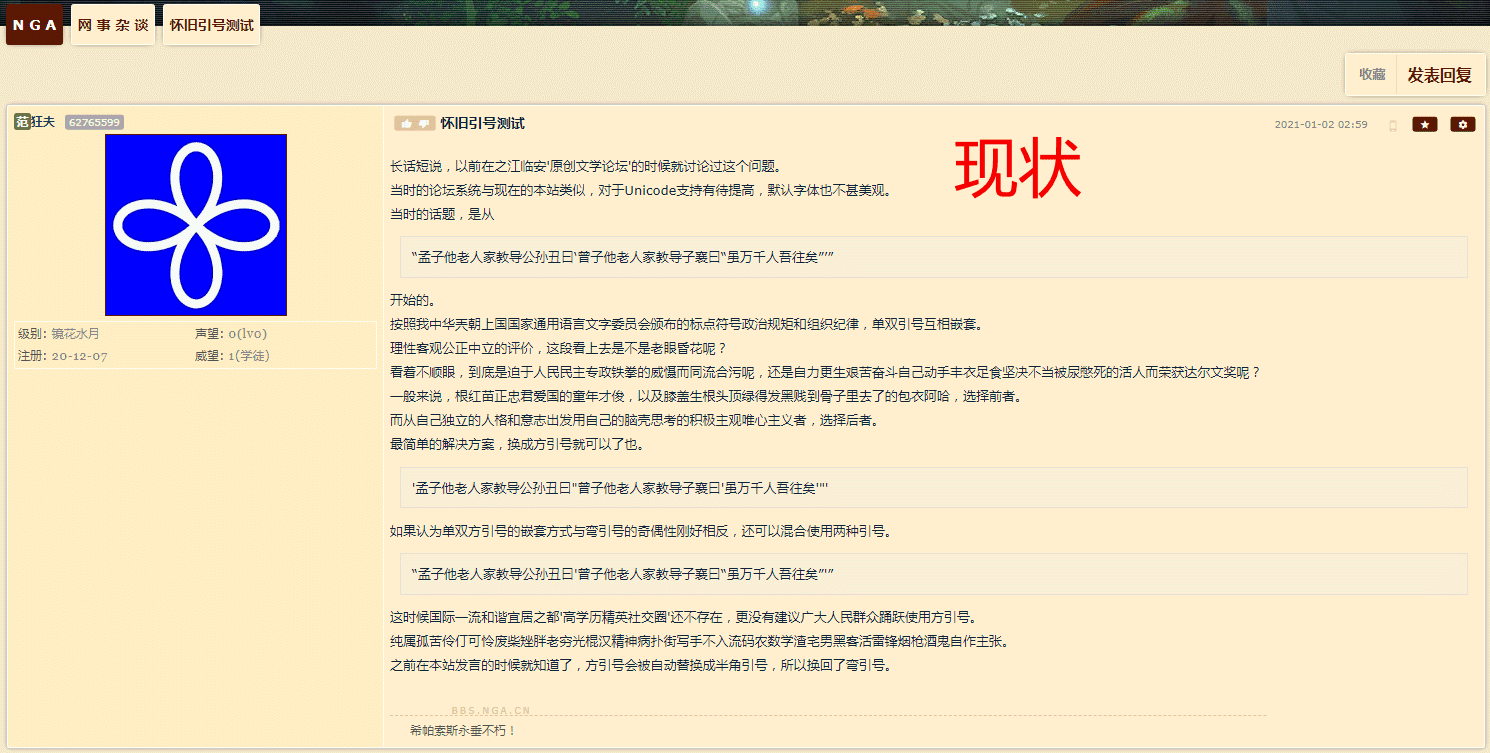 NGA 网事杂谈 怀旧引号测试
收藏 发表回复
范狂夫 62765599
级别: 镜花水月 声望: 0(lv0)
注册: 20-12-07 威望: 1(学徒)
怀旧引号测试 2021-01-02 02:59
现状
长话短说，以前在之江临安'原创文学论坛'的时候就讨论过这个问题。
当时的论坛系统与现在的本站类似，对于Unicode支持有待提高，默认字体也不甚美观。
当时的话题，是从
“孟子他老人家教导公孙丑曰‘曾子他老人家教导子襄曰“虽万千人吾往矣”’”
开始的。
按照我中华天朝上国国家通用语言文字委员会颁布的标点符号政治规矩和组织纪律，单双引号互相嵌套。
理性客观公正中立的评价，这段看上去是不是老眼昏花呢？
看着不顺眼，到底是迫于人民民主专政铁拳的威慑而同流合污呢，还是自力更生艰苦奋斗自己动手丰衣足食坚决不当被尿憋死的活人而荣获达尔文奖呢？
一般来说，根红苗正忠君爱国的童年才俊，以及膝盖生根头顶绿得发黑贱到骨子里去了的包衣阿哈，选择前者。
而从自己独立的人格和意志出发用自己的脑壳思考的积极主观唯心主义者，选择后者。
最简单的解决方案，换成方引号就可以了也。
'孟子他老人家教导公孙丑曰"曾子他老人家教导子襄曰'虽万千人吾往矣'"'
如果认为单双方引号的嵌套方式与弯引号的奇偶性刚好相反，还可以混合使用两种引号。
“孟子他老人家教导公孙丑曰'曾子他老人家教导子襄曰“虽万千人吾往矣”'”
这时候国际一流和谐宜居之都'高学历精英社交圈'还不存在，更没有建议广大人民群众踊跃使用方引号。
纯属孤苦伶仃可怜废柴矬胖老穷光棍汉精神病扑街写手不入流码农数学渣宅男黑客活雷锋烟枪酒鬼自作主张。
之前在本站发言的时候就知道了，方引号会被自动替换成半角引号，所以换回了弯引号。
BBS.NGA.CN
希帕索斯永垂不朽！